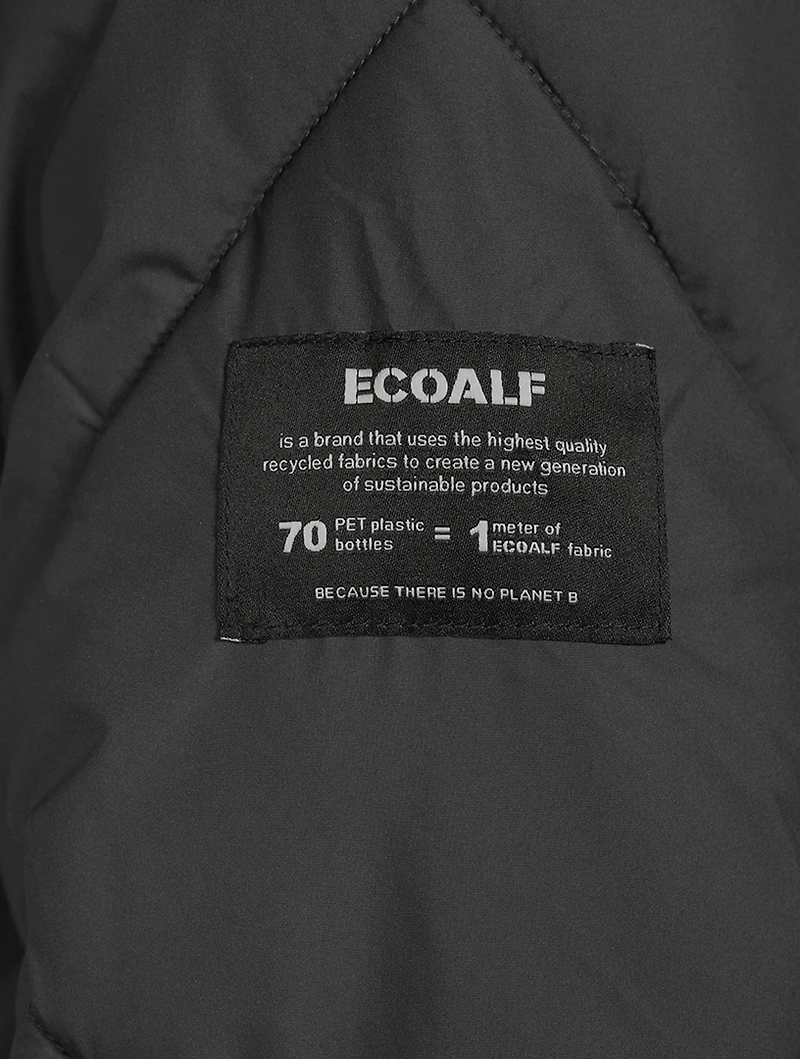 ECOALF
is a brand that uses the highest quality
recycled fabrics to create a new generation
of sustainable products
70 PET plastic bottles = 1 meter of ECOALF fabric
BECAUSE THERE IS NO PLANET B